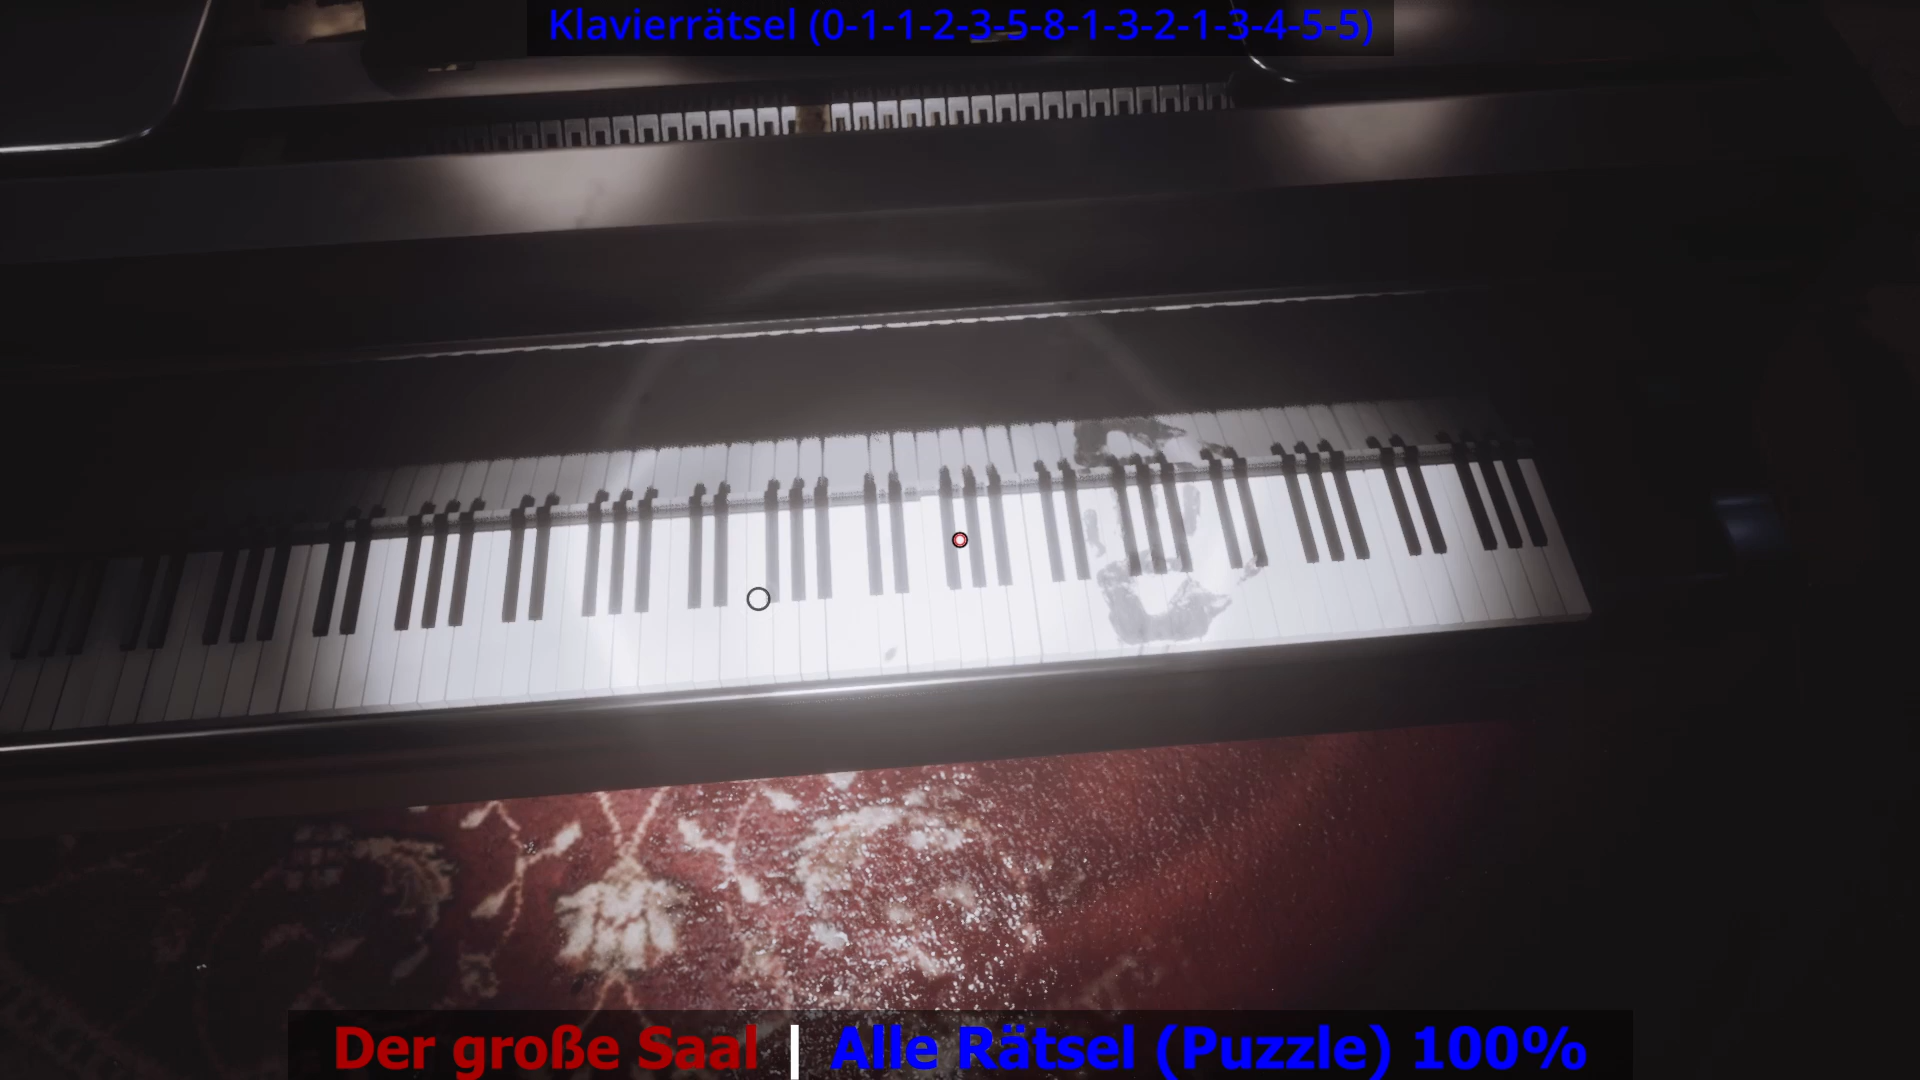 Klavierrätsel (0-1-1-2-3-5-8-1-3-2-1-3-4-5-5)
Der große Saal | Alle Rätsel (Puzzle) 100%